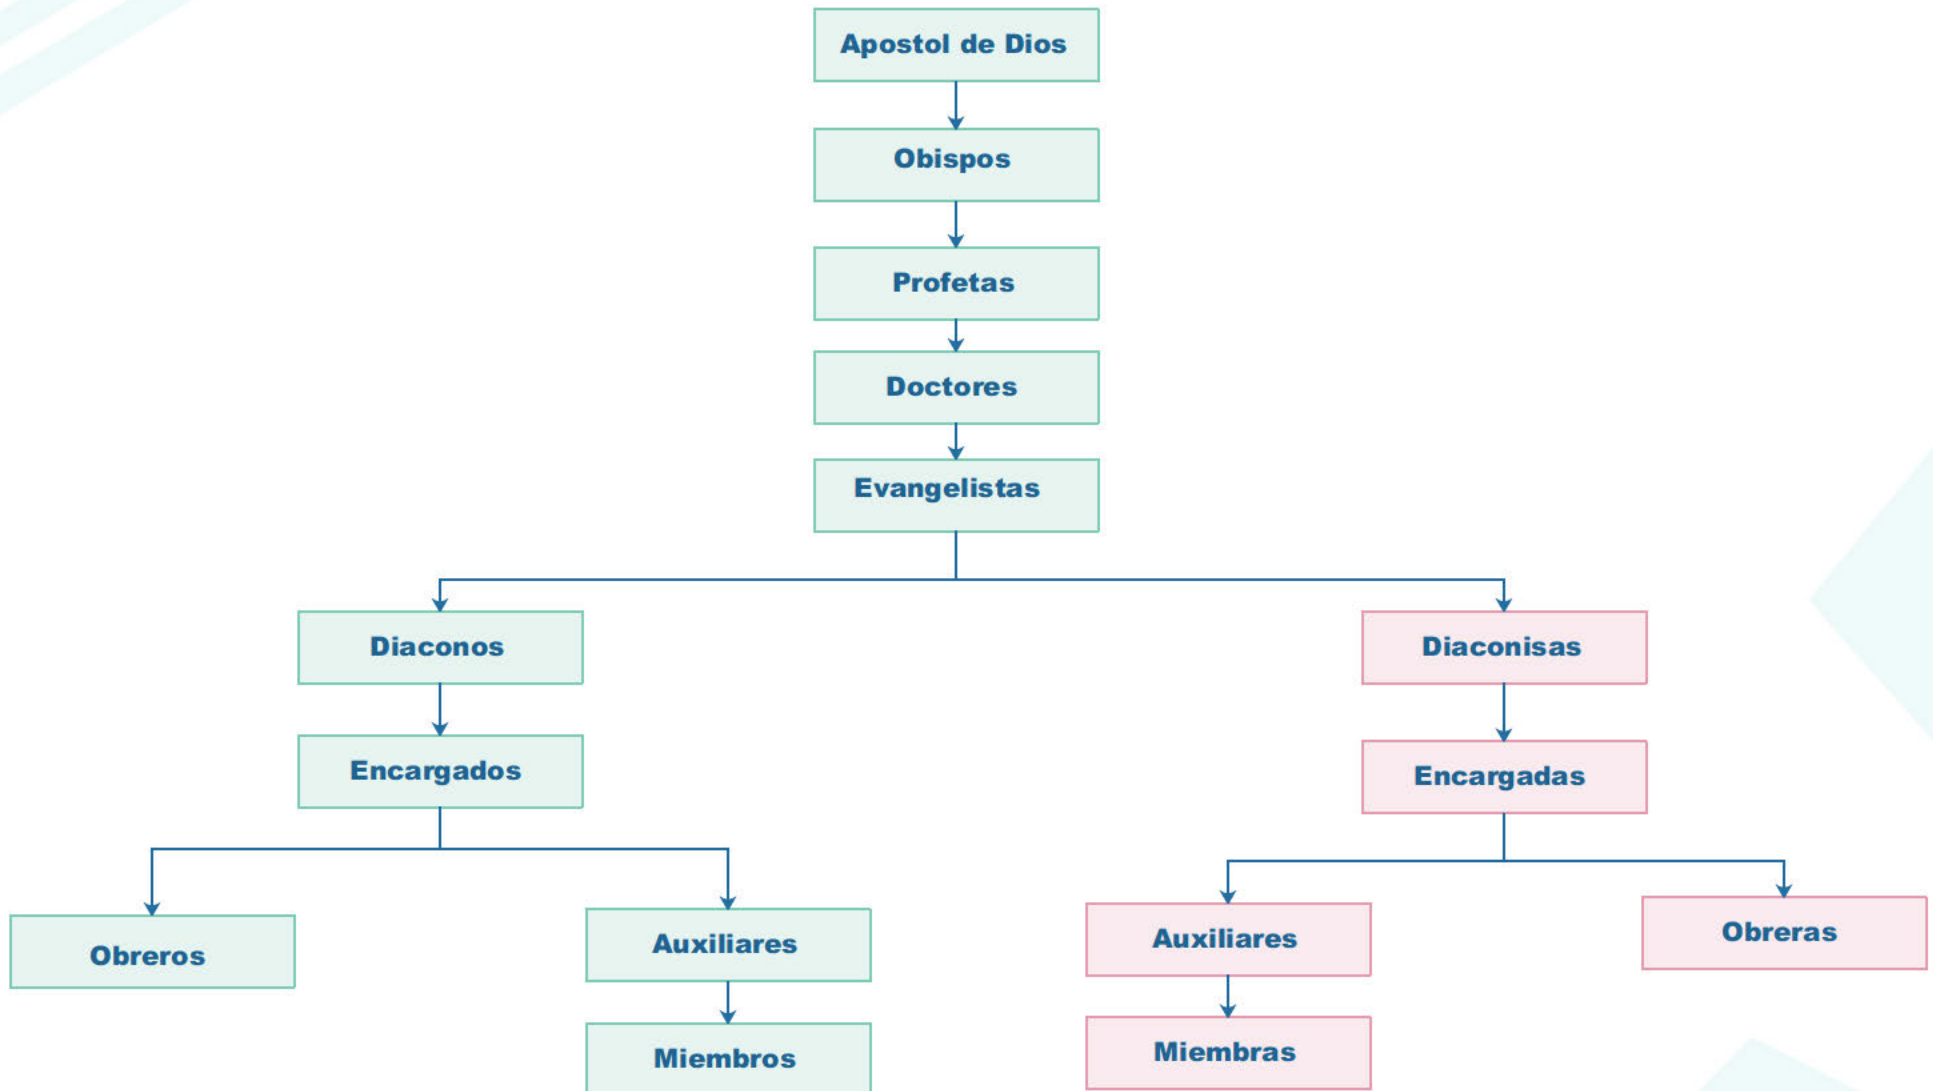 Apostol de Dios
Obispos
Profetas
Doctores
Evangelistas
Diaconos
Diaconisas
Encargados
Encargadas
Obreros
Auxiliares
Auxiliares
Obreras
Miembros
Miembras